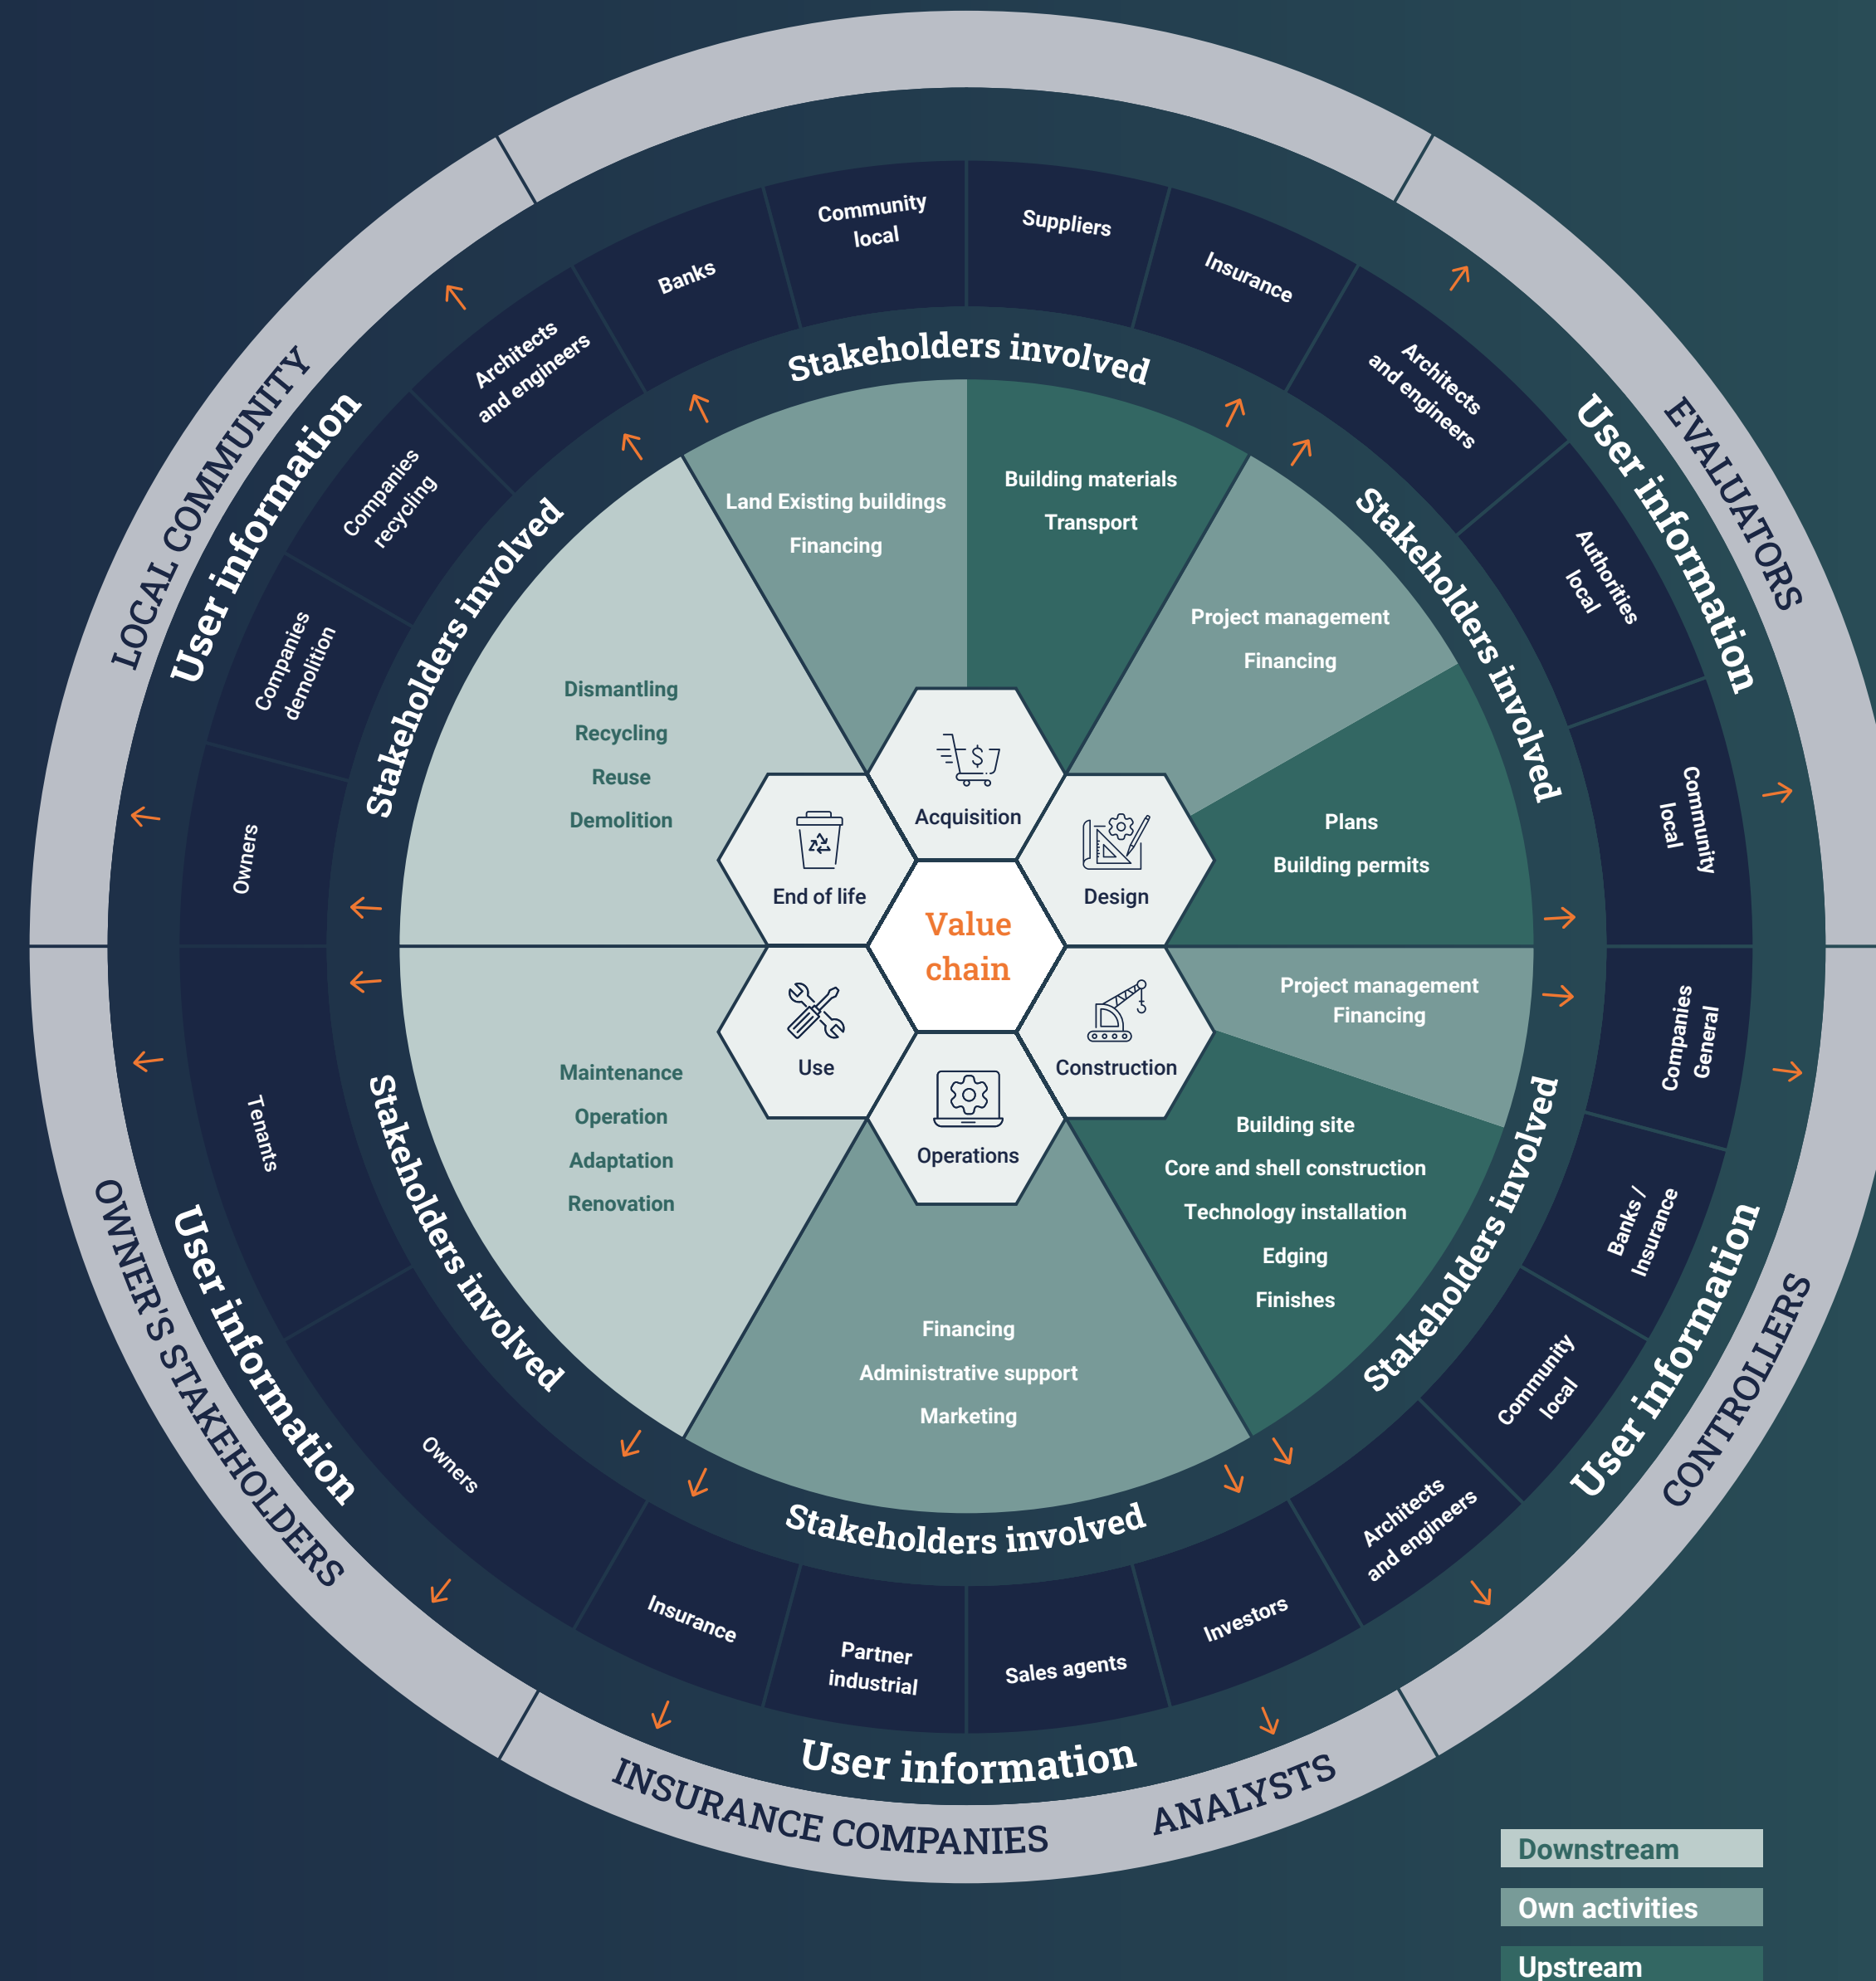 Community
local
Suppliers
Banks
Insurance
Architects
and engineers
Architects
and engineers
Stakeholders involved
LOCAL COMMUNITY
User information
User information
EVALUATORS
Companies
recycling
Stakeholders involved
Land Existing buildings
Financing
Building materials
Transport
Stakeholders involved
Authorities
local
Project management
Financing
Companies
demolition
Dismantling
Recycling
Reuse
Demolition
Owners
Acquisition
End of life
Design
Plans
Building permits
Community
local
Value
chain
Project management
Financing
Companies
General
Use
Construction
Operations
Maintenance
Operation
Adaptation
Renovation
Building site
Core and shell construction
Technology installation
Edging
Finishes
Tenants
Stakeholders involved
Stakeholders involved
Banks /
Insurance
OWNER'S STAKEHOLDERS
User information
User information
CONTROLLERS
Financing
Administrative support
Marketing
Community
local
Owners
Architects
and engineers
Stakeholders involved
Insurance
Partner
industrial
Sales agents
Investors
User information
INSURANCE COMPANIES
ANALYSTS
Downstream
Own activities
Upstream